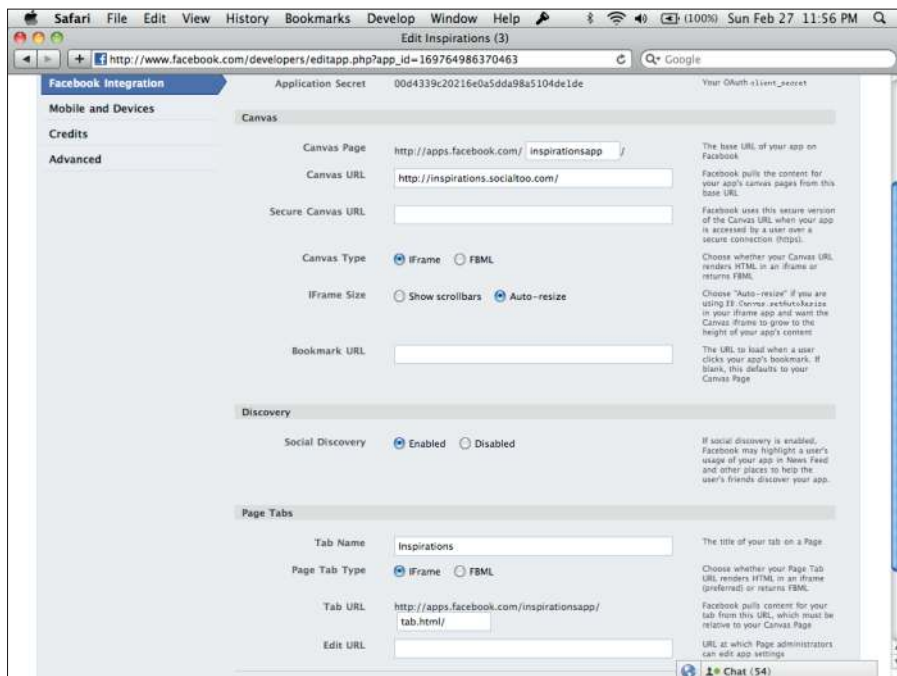 Safari File Edit View History Bookmarks Develop Window Help (100%) Sun Feb 27 11:56 PM
Edit Inspirations (3)
http://www.facebook.com/developers/editapp.php?app_id=169764986370463
Google
Facebook Integration
Mobile and Devices
Credits
Advanced
Application Secret 00d4339c20216e0a5dda98a5104de1de Your OAuth client_secret
Canvas
Canvas Page http://apps.facebook.com/ inspirationsapp / The base URL of your app on
Facebook
Canvas URL http://inspirations.socialtoo.com/ Facebook pulls the content for
your app's canvas pages from this
base URL
Secure Canvas URL Facebook uses this secure version
of the Canvas URL when your app
is accessed by a user over a
secure connection (https).
Canvas Type IFrame FBML Choose whether your Canvas URL
renders HTML in an iframe or
returns FBML
IFrame Size Show scrollbars Auto-resize Choose "Auto-resize" if you are
using FB.Canvas.setAutoResize
in your iframe app and want the
Canvas iframe to grow to the
height of your app's content
Bookmark URL The URL to load when a user
clicks your app's bookmark. If
blank, this defaults to your
Canvas Page
Discovery
Social Discovery Enabled Disabled If social discovery is enabled,
Facebook may highlight a user's
usage of your app in News Feed
and other places to help the
user's friends discover your app.
Page Tabs
Tab Name Inspirations The title of your tab on a Page
Page Tab Type IFrame FBML Choose whether your Page Tab
URL renders HTML in an iframe
(preferred) or returns FBML
Tab URL http://apps.facebook.com/inspirationsapp/ Facebook pulls content for your
tab.html/ tab from this URL, which must be
relative to your Canvas Page
Edit URL URL at which Page administrators
can edit app settings
Chat (54)